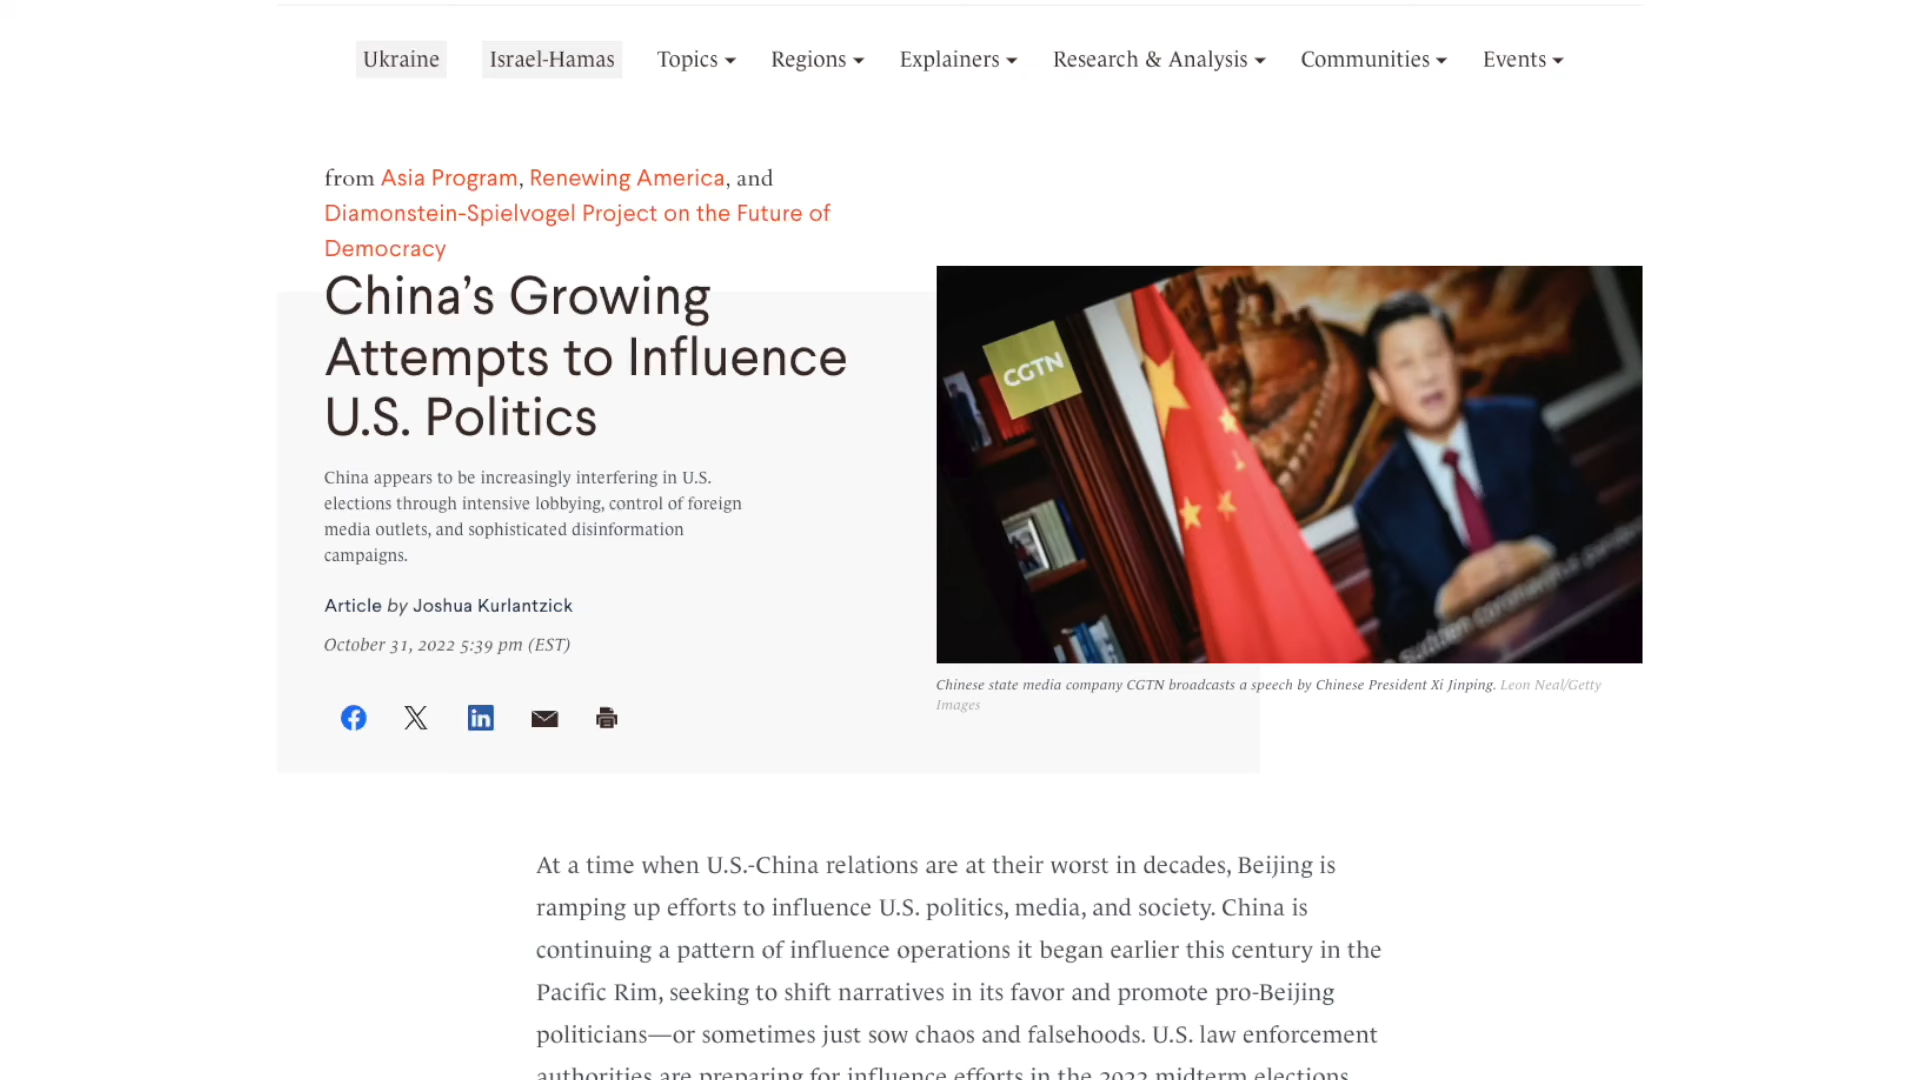 Ukraine Israel-Hamas Topics Regions Explainers Research & Analysis Communities Events
from Asia Program, Renewing America, and
Diamonstein-Spielvogel Project on the Future of
Democracy
China’s Growing
Attempts to Influence
U.S. Politics
China appears to be increasingly interfering in U.S.
elections through intensive lobbying, control of foreign
media outlets, and sophisticated disinformation
campaigns.
Article by Joshua Kurlantzick
October 31, 2022 5:39 pm (EST)
CGTN
sudden coronavirus
Chinese state media company CGTN broadcasts a speech by Chinese President Xi Jinping. Leon Neal/Getty
Images
At a time when U.S.-China relations are at their worst in decades, Beijing is
ramping up efforts to influence U.S. politics, media, and society. China is
continuing a pattern of influence operations it began earlier this century in the
Pacific Rim, seeking to shift narratives in its favor and promote pro-Beijing
politicians—or sometimes just sow chaos and falsehoods. U.S. law enforcement
authorities are preparing for influence efforts in the 2022 midterm elections